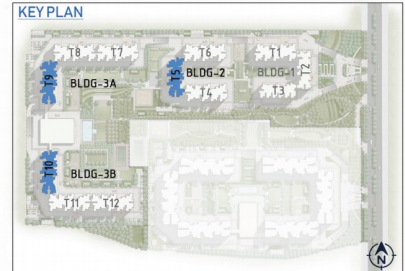 KEY PLAN
T8 T7
T9
BLDG-3A
T6
T5
BLDG-2
T4
T1
BLDG-1
T2
T3
T10
BLDG-3B
T11 T12
N